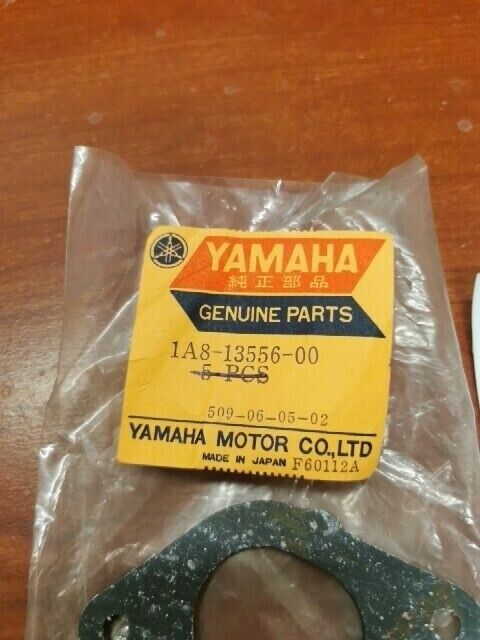 YAMAHA
純正部品
GENUINE PARTS
1A8-13556-00
5 PCS
509-06-05-02
YAMAHA MOTOR CO.,LTD
MADE IN JAPAN F60112A